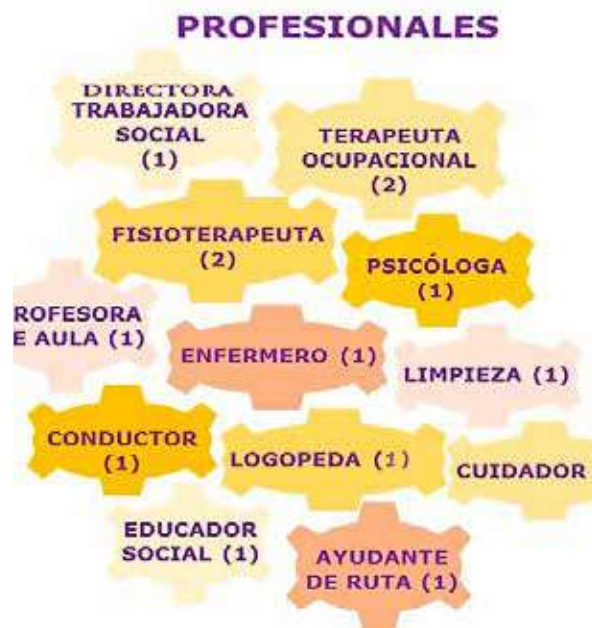 PROFESIONALES
DIRECTORA
TRABAJADORA
SOCIAL
(1)
TERAPEUTA
OCUPACIONAL
(2)
FISIOTERAPEUTA
(2)
PSICÓLOGA
(1)
ROFESORA
E AULA (1)
ENFERMERO (1)
LIMPIEZA (1)
CONDUCTOR
(1)
LOGOPEDA (1)
CUIDADOR
EDUCADOR
SOCIAL (1)
AYUDANTE
DE RUTA (1)